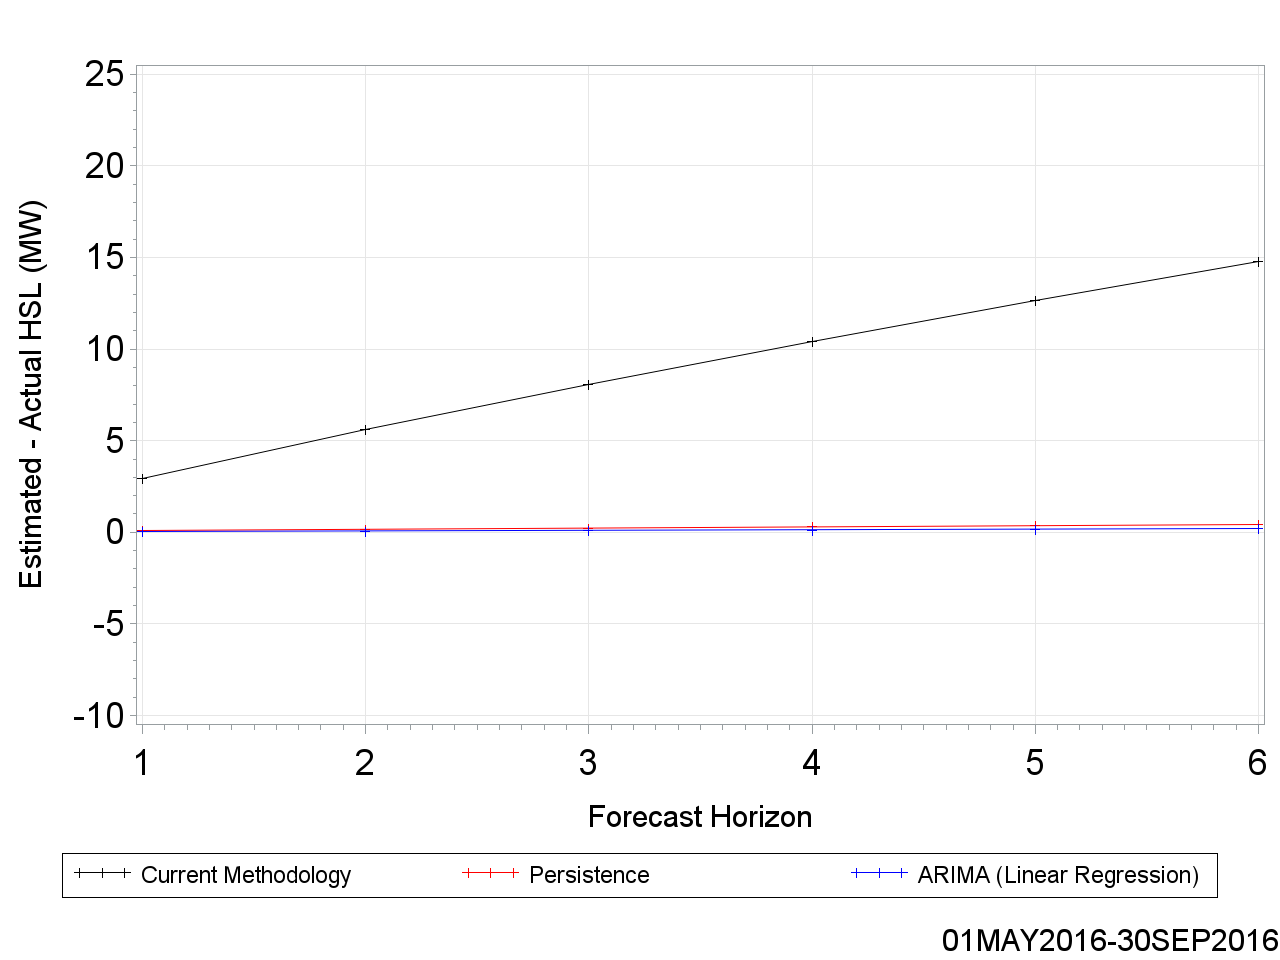 Estimated - Actual HSL (MW)
25
20
15
10
5
0
-5
-10
1 2 3 4 5 6
Forecast Horizon
Current Methodology Persistence ARIMA (Linear Regression)
01MAY2016-30SEP2016